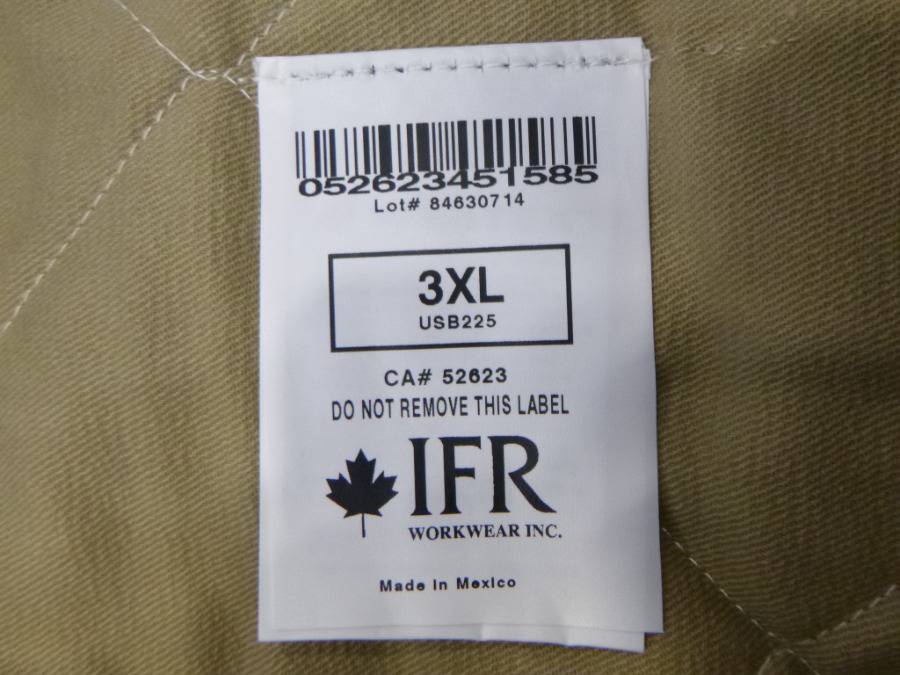 052623451585
Lot# 84630714
3XL
USB225
CA# 52623
DO NOT REMOVE THIS LABEL
IFR
WORKWEAR INC.
Made in Mexico